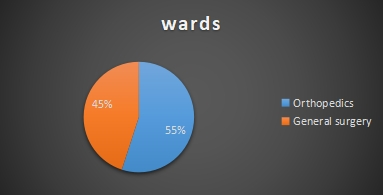 wards
45%
55%
Orthopedics
General surgery